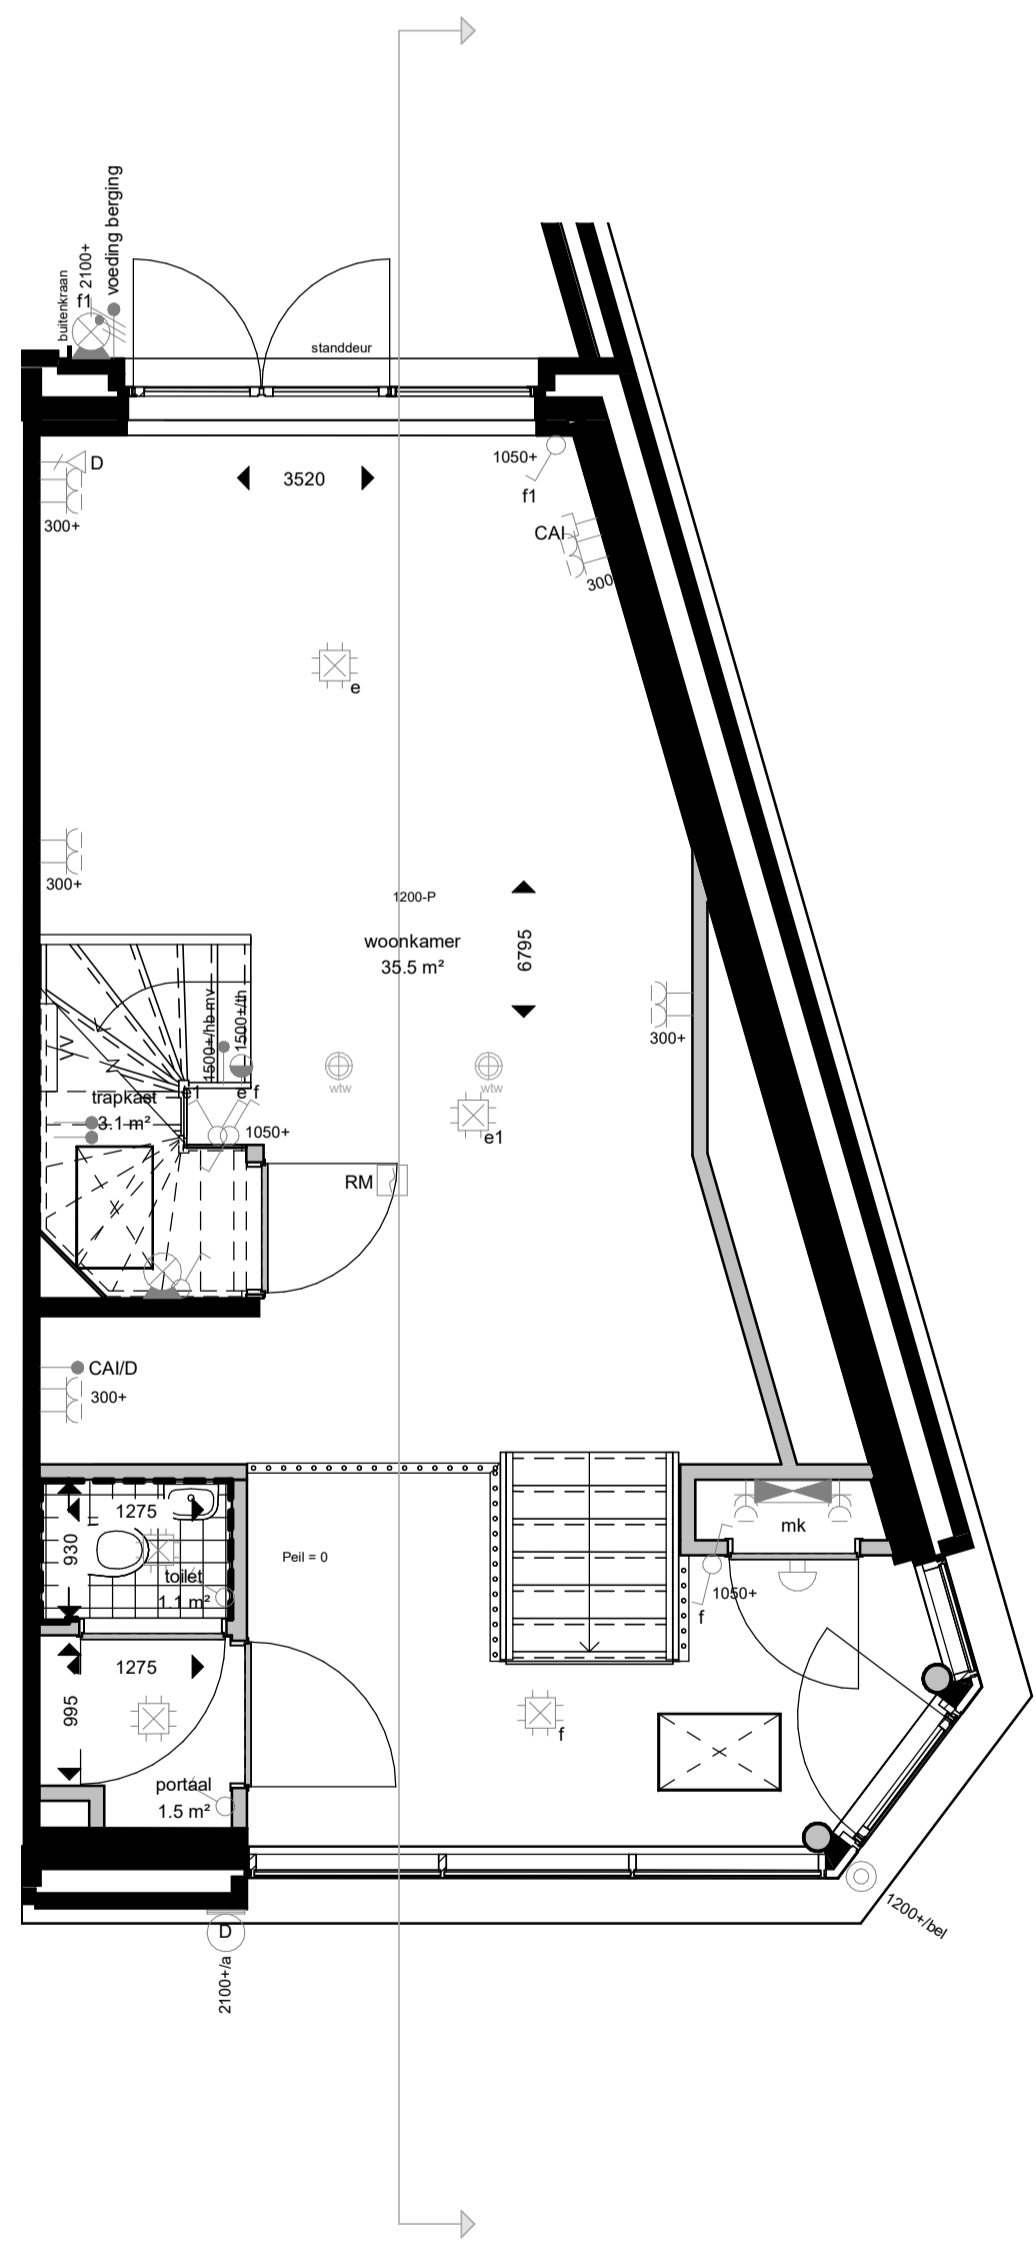 voeding berging
buitenkraan
2100+
f1
standdeur
D
300+
3520
1050+
f1
CAI
300
e
300+
1200-P
woonkamer
35.5 m²
6795
300+
W
1500+/hb mv
1500+/th
wtw
wtw
trapkast
3.1 m²
e1
e f
1050+
e1
RM
CAI/D
300+
1275
930
toilet
1.1 m²
Peil = 0
mk
1050+
f
1275
995
portaal
1.5 m²
f
1200+/bel
D
2100+/a